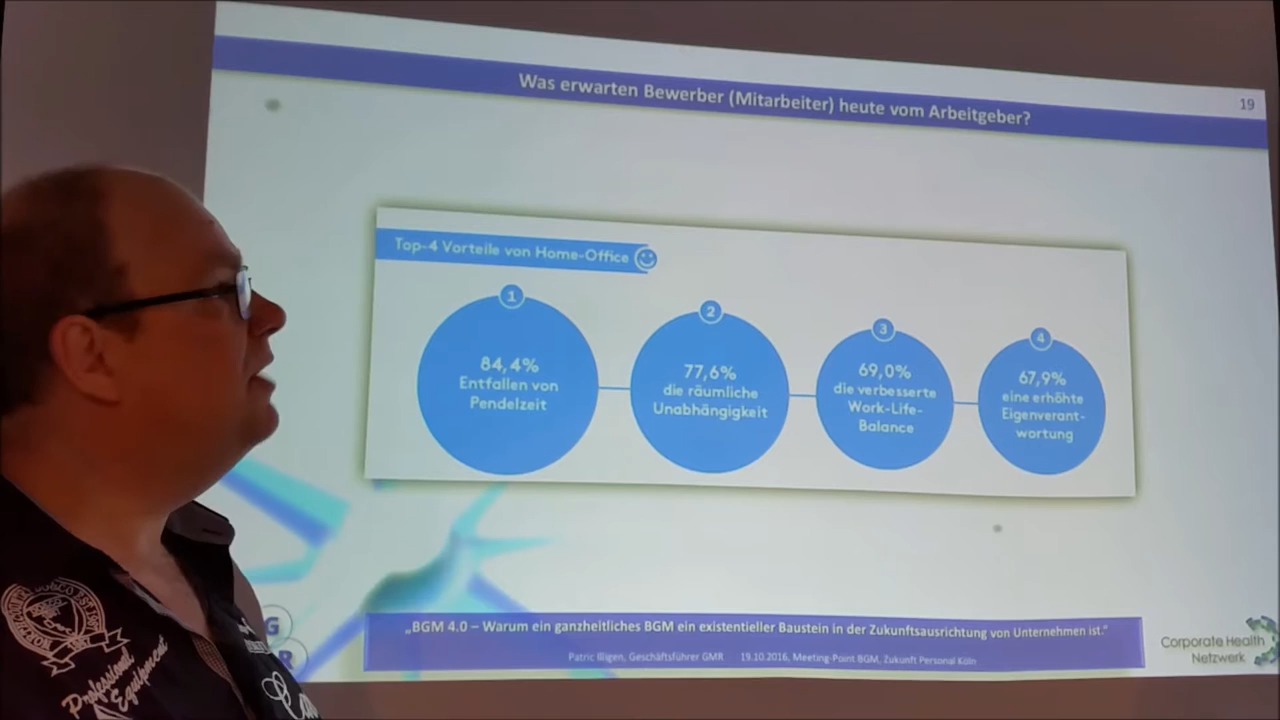 Was erwarten Bewerber (Mitarbeiter) heute vom Arbeitgeber?
19
Top-4 Vorteile von Home-Office
1
84,4%
Entfallen von
Pendelzeit
2
77,6%
die räumliche
Unabhängigkeit
3
69,0%
die verbesserte
Work-Life-
Balance
4
67,9%
eine erhöhte
Eigenverant-
wortung
„BGM 4.0 – Warum ein ganzheitliches BGM ein existentieller Baustein in der Zukunftsausrichtung von Unternehmen ist.“
Patric Illigen, Geschäftsführer GMR 19.10.2016, Meeting-Point BGM, Zukunft Personal Köln
Corporate Health
Netzwerk
G
R
Professional
Equipment